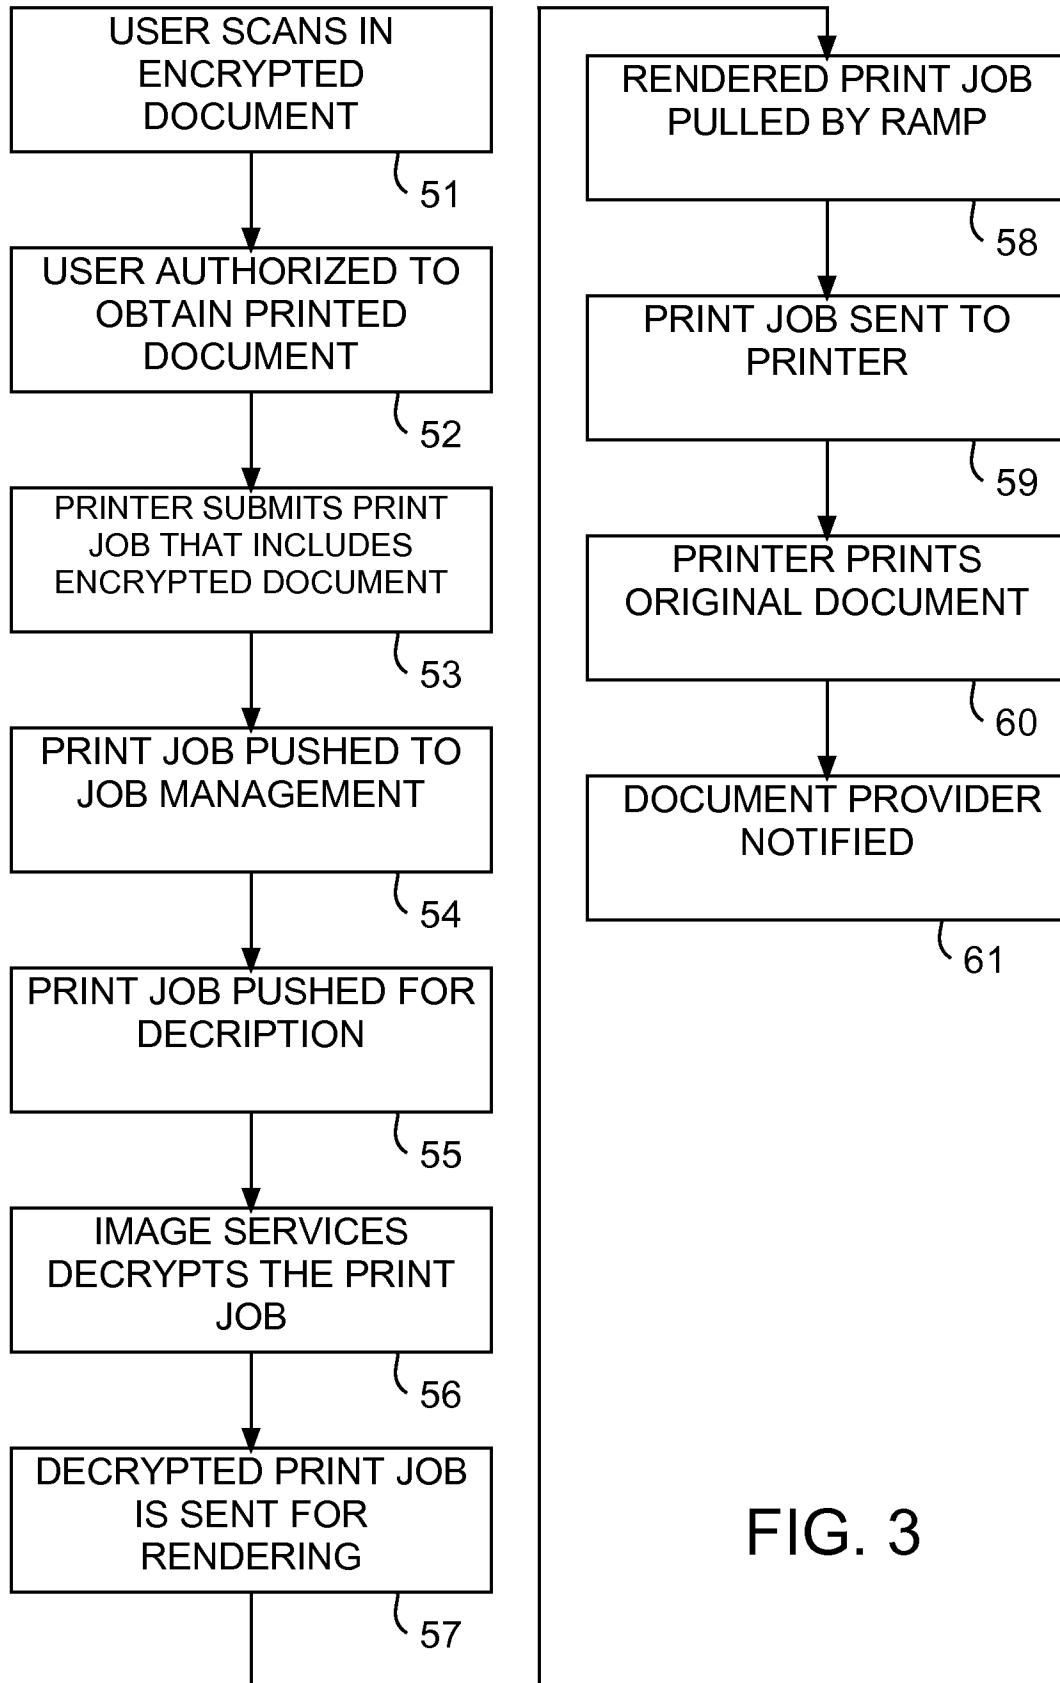 USER SCANS IN
ENCRYPTED
DOCUMENT
51
USER AUTHORIZED TO
OBTAIN PRINTED
DOCUMENT
52
PRINTER SUBMITS PRINT
JOB THAT INCLUDES
ENCRYPTED DOCUMENT
53
PRINT JOB PUSHED TO
JOB MANAGEMENT
54
PRINT JOB PUSHED FOR
DECRIPTION
55
IMAGE SERVICES
DECRYPTS THE PRINT
JOB
56
DECRYPTED PRINT JOB
IS SENT FOR
RENDERING
57
RENDERED PRINT JOB
PULLED BY RAMP
58
PRINT JOB SENT TO
PRINTER
59
PRINTER PRINTS
ORIGINAL DOCUMENT
60
DOCUMENT PROVIDER
NOTIFIED
61
FIG. 3